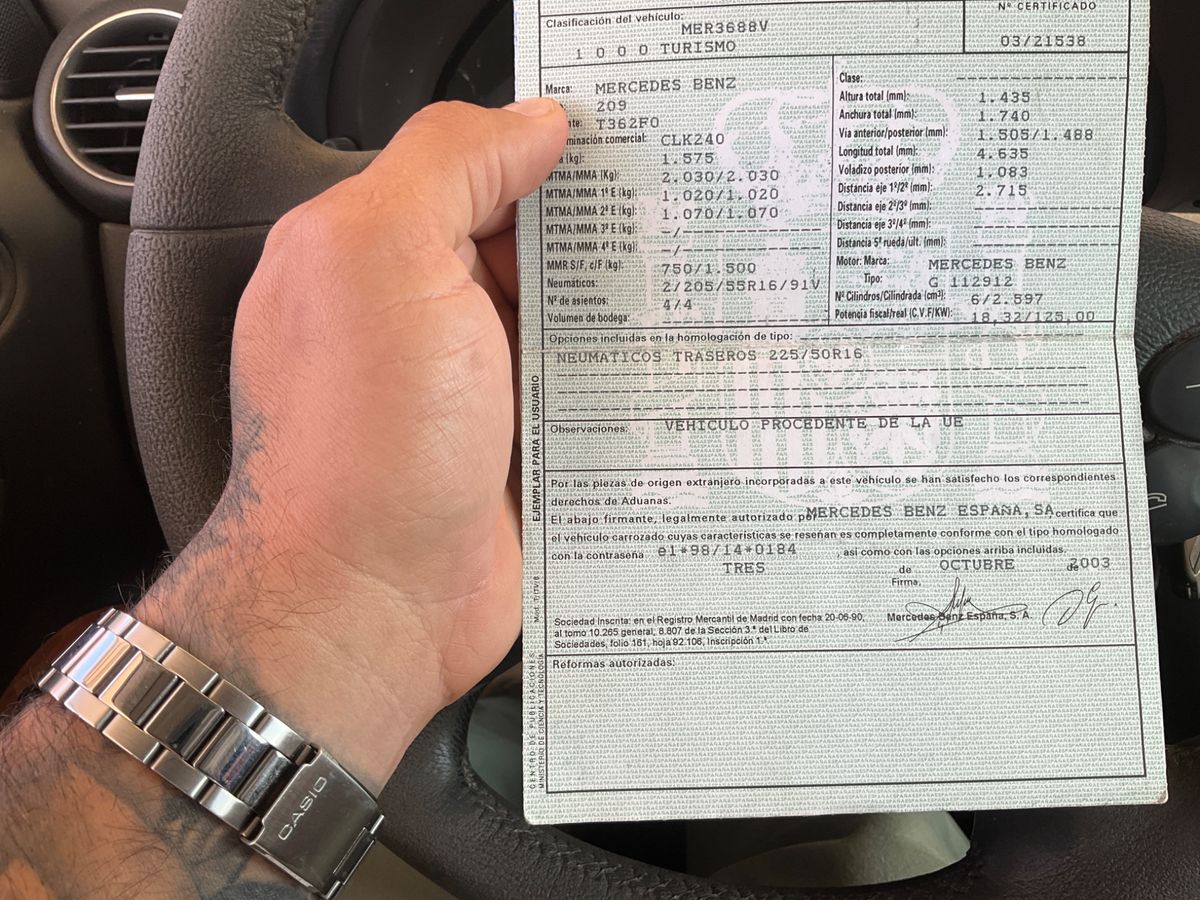 Clasificación del vehículo:
MER3688V
1 0 0 0 TURISMO
Nº CERTIFICADO
03/21538
Marca: MERCEDES BENZ
209
T362F0
CLK240
(kg): 1.575
MTMA/MMA (Kg): 2.030/2.030
MTMA/MMA 1º E (kg): 1.020/1.020
MTMA/MMA 2º E (kg): 1.070/1.070
MTMA/MMA 3º E (kg): -/-
MTMA/MMA 4º E (kg): -/-
MMR S/F, c/F (kg): 750/1.500
Neumáticos: 2/205/55R16/91V
Nº de asientos: 4/4
Volumen de bodega:
Clase:
Altura total (mm): 1.435
Anchura total (mm): 1.740
Vía anterior/posterior (mm): 1.505/1.488
Longitud total (mm): 4.635
Voladizo posterior (mm): 1.083
Distancia eje 1º/2º (mm): 2.715
Distancia eje 2º/3º (mm):
Distancia eje 3º/4º (mm):
Distancia 5ª rueda/ult. (mm):
Motor: Marca: MERCEDES BENZ
Tipo: G 112912
Nº Cilindros/Cilindrada (cm³): 6/2.597
Potencia fiscal/real (C.V.F/KW): 18,32/125,00
Opciones incluidas en la homologación de tipo:
NEUMATICOS TRASEROS 225/50R16
Observaciones: VEHICULO PROCEDENTE DE LA UE
Por las piezas de origen extranjero incorporadas a este vehículo se han satisfecho los correspondientes
derechos de Aduanas.
El abajo firmante, legalmente autorizado por MERCEDES BENZ ESPAÑA,SA certifica que
el vehículo carrozado cuyas características se reseñan es completamente conforme con el tipo homologado
con la contraseña e1*98/14*0184, así como con las opciones arriba incluidas.
TRES de OCTUBRE de 2003
Firma,
Mercedes-Benz España, S. A.
Sociedad Inscrita: en el Registro Mercantil de Madrid con fecha 20-06-90,
al tomo 10.265 general, 8.807 de la Sección 3.ª del Libro de
Sociedades, folio 161, hoja 92.106, Inscripción 1.ª
Reformas autorizadas:
EJEMPLAR PARA EL USUARIO
CENTRO DE PUBLICACIONES
MINISTERIO DE CIENCIA Y TECNOLOGÍA
CASIO